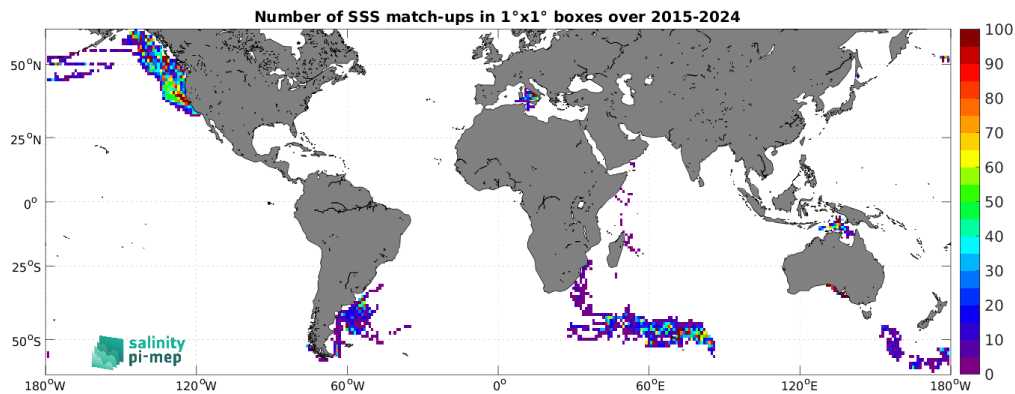 Number of SSS match-ups in 1°x1° boxes over 2015-2024
50°N
25°N
0°
25°S
50°S
180°W
120°W
60°W
0°
60°E
120°E
180°W
100
90
80
70
60
50
40
30
20
10
0
salinity
pi-mep